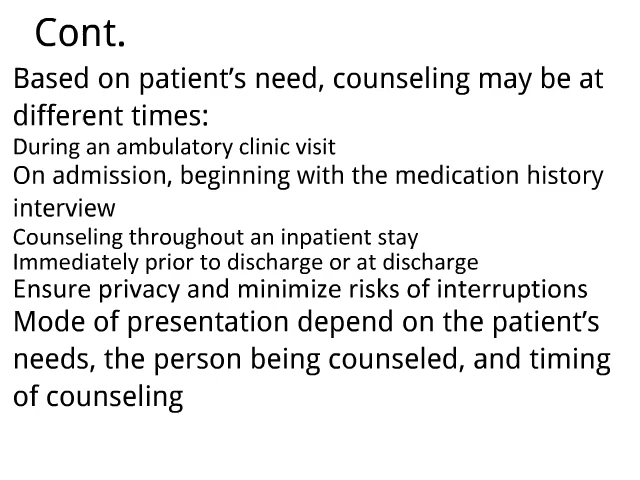 Cont.
Based on patient’s need, counseling may be at
different times:
During an ambulatory clinic visit
On admission, beginning with the medication history
interview
Counseling throughout an inpatient stay
Immediately prior to discharge or at discharge
Ensure privacy and minimize risks of interruptions
Mode of presentation depend on the patient’s
needs, the person being counseled, and timing
of counseling